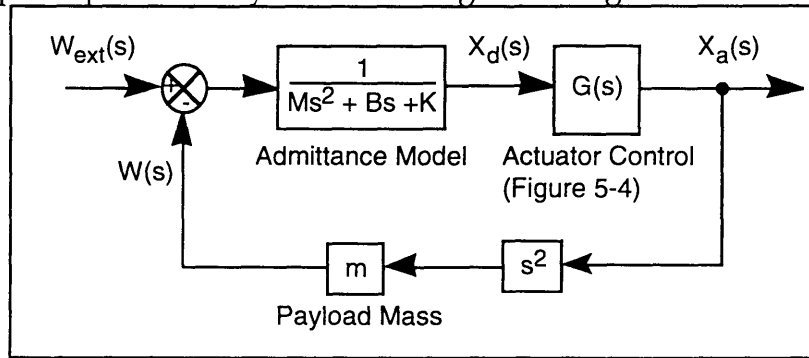 W_ext(s)
+
-
1
Ms² + Bs +K
X_d(s)
G(s)
X_a(s)
Admittance Model
Actuator Control
(Figure 5-4)
W(s)
m
s²
Payload Mass